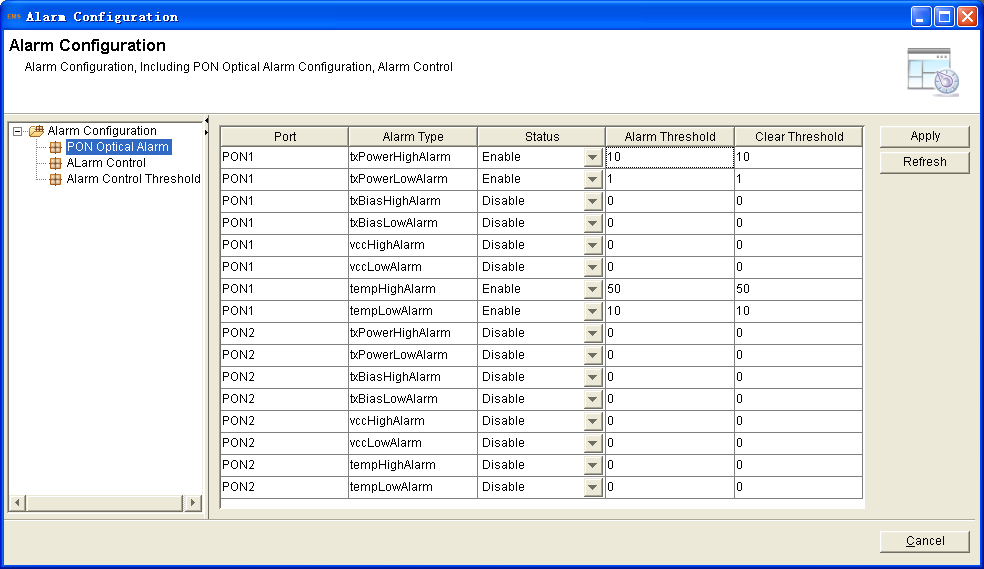 EMS Alarm Configuration
Alarm Configuration
Alarm Configuration, Including PON Optical Alarm Configuration, Alarm Control
Alarm Configuration
PON Optical Alarm
ALarm Control
Alarm Control Threshold
Port Alarm Type Status Alarm Threshold Clear Threshold
PON1 txPowerHighAlarm Enable 10 10
PON1 txPowerLowAlarm Enable 1 1
PON1 txBiasHighAlarm Disable 0 0
PON1 txBiasLowAlarm Disable 0 0
PON1 vccHighAlarm Disable 0 0
PON1 vccLowAlarm Disable 0 0
PON1 tempHighAlarm Enable 50 50
PON1 tempLowAlarm Enable 10 10
PON2 txPowerHighAlarm Disable 0 0
PON2 txPowerLowAlarm Disable 0 0
PON2 txBiasHighAlarm Disable 0 0
PON2 txBiasLowAlarm Disable 0 0
PON2 vccHighAlarm Disable 0 0
PON2 vccLowAlarm Disable 0 0
PON2 tempHighAlarm Disable 0 0
PON2 tempLowAlarm Disable 0 0
Apply
Refresh
Cancel